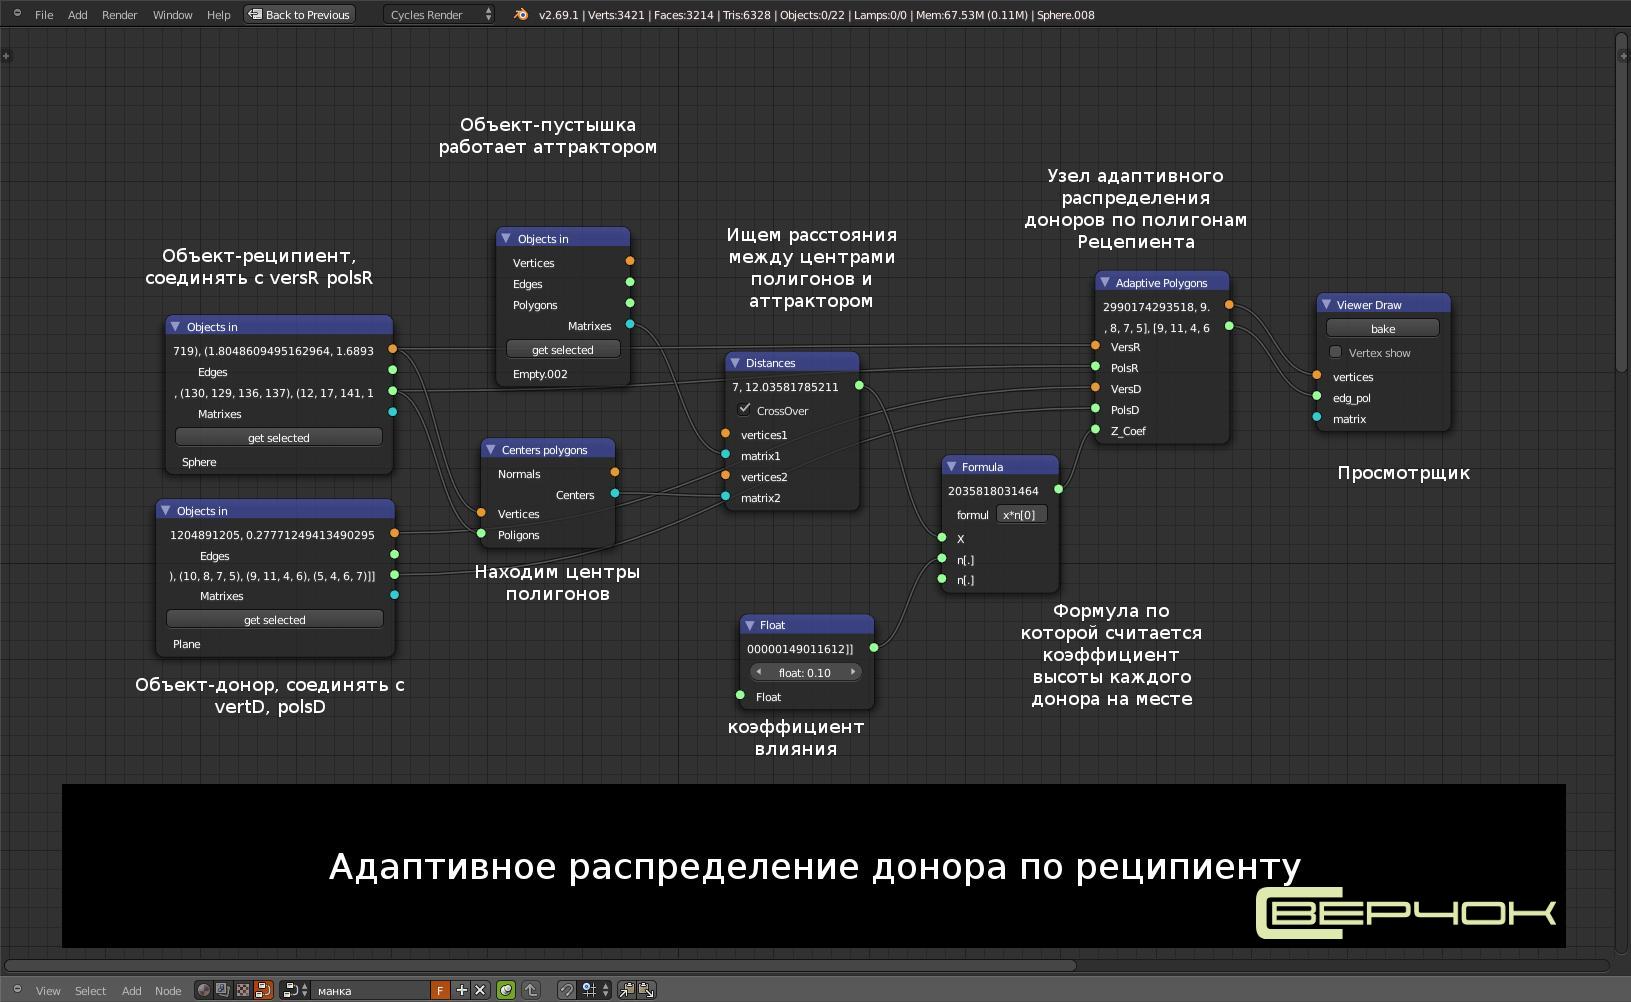 File Add Render Window Help Back to Previous Cycles Render v2.69.1 | Verts:3421 | Faces:3214 | Tris:6328 | Objects:0/22 | Lamps:0/0 | Mem:67.53M (0.11M) | Sphere.008
Объект-пустышка
работает аттрактором
Узел адаптивного
распределения
доноров по полигонам
Рецепиента
Объект-реципиент,
соединять с versR polsR
Ищем расстояния
между центрами
полигонов и
аттрактором
Objects in
Vertices
Edges
Polygons
Matrixes
get selected
Empty.002
Objects in
719), (1.8048609495162964, 1.6893
Edges
, (130, 129, 136, 137), (12, 17, 141, 1
Matrixes
get selected
Sphere
Distances
7, 12.03581785211
CrossOver
vertices1
matrix1
vertices2
matrix2
Adaptive Polygons
2990174293518, 9.
, 8, 7, 5], [9, 11, 4, 6
VersR
PolsR
VersD
PolsD
Z_Coef
Viewer Draw
bake
Vertex show
vertices
edg_pol
matrix
Просмотрщик
Centers polygons
Normals
Centers
Vertices
Poligons
Находим центры
полигонов
Formula
2035818031464
formul x*n[0]
X
n[.]
n[.]
Формула по
которой считается
коэффициент
высоты каждого
донора на месте
Objects in
1204891205, 0.27771249413490295
Edges
), (10, 8, 7, 5), (9, 11, 4, 6), (5, 4, 6, 7)]]
Matrixes
get selected
Plane
Объект-донор, соединять с
vertD, polsD
Float
00000149011612]]
float: 0.10
Float
коэффициент
влияния
Адаптивное распределение донора по реципиенту
СВЕРЧОК
View Select Add Node манка F